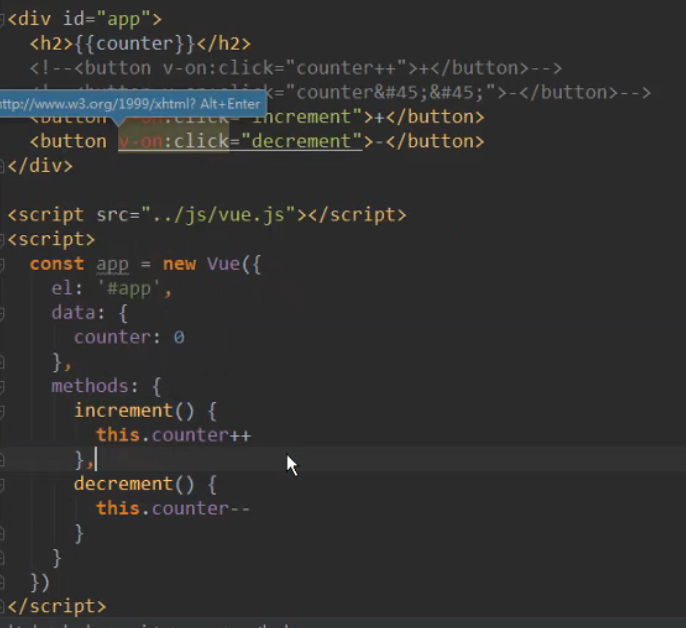 <div id="app">
  <h2>{{counter}}</h2>
  <!--<button v-on:click="counter++">+</button>-->
  <button v-on:click="counter&#45;&#45;">-</button>-->
http://www.w3.org/1999/xhtml? Alt+Enter
  <button on:click="increment">+</button>
  <button v-on:click="decrement">-</button>
</div>
<script src="../js/vue.js"></script>
<script>
  const app = new Vue({
    el: '#app',
    data: {
      counter: 0
    },
    methods: {
      increment() {
        this.counter++
      },
      decrement() {
        this.counter--
      }
    }
  })
</script>